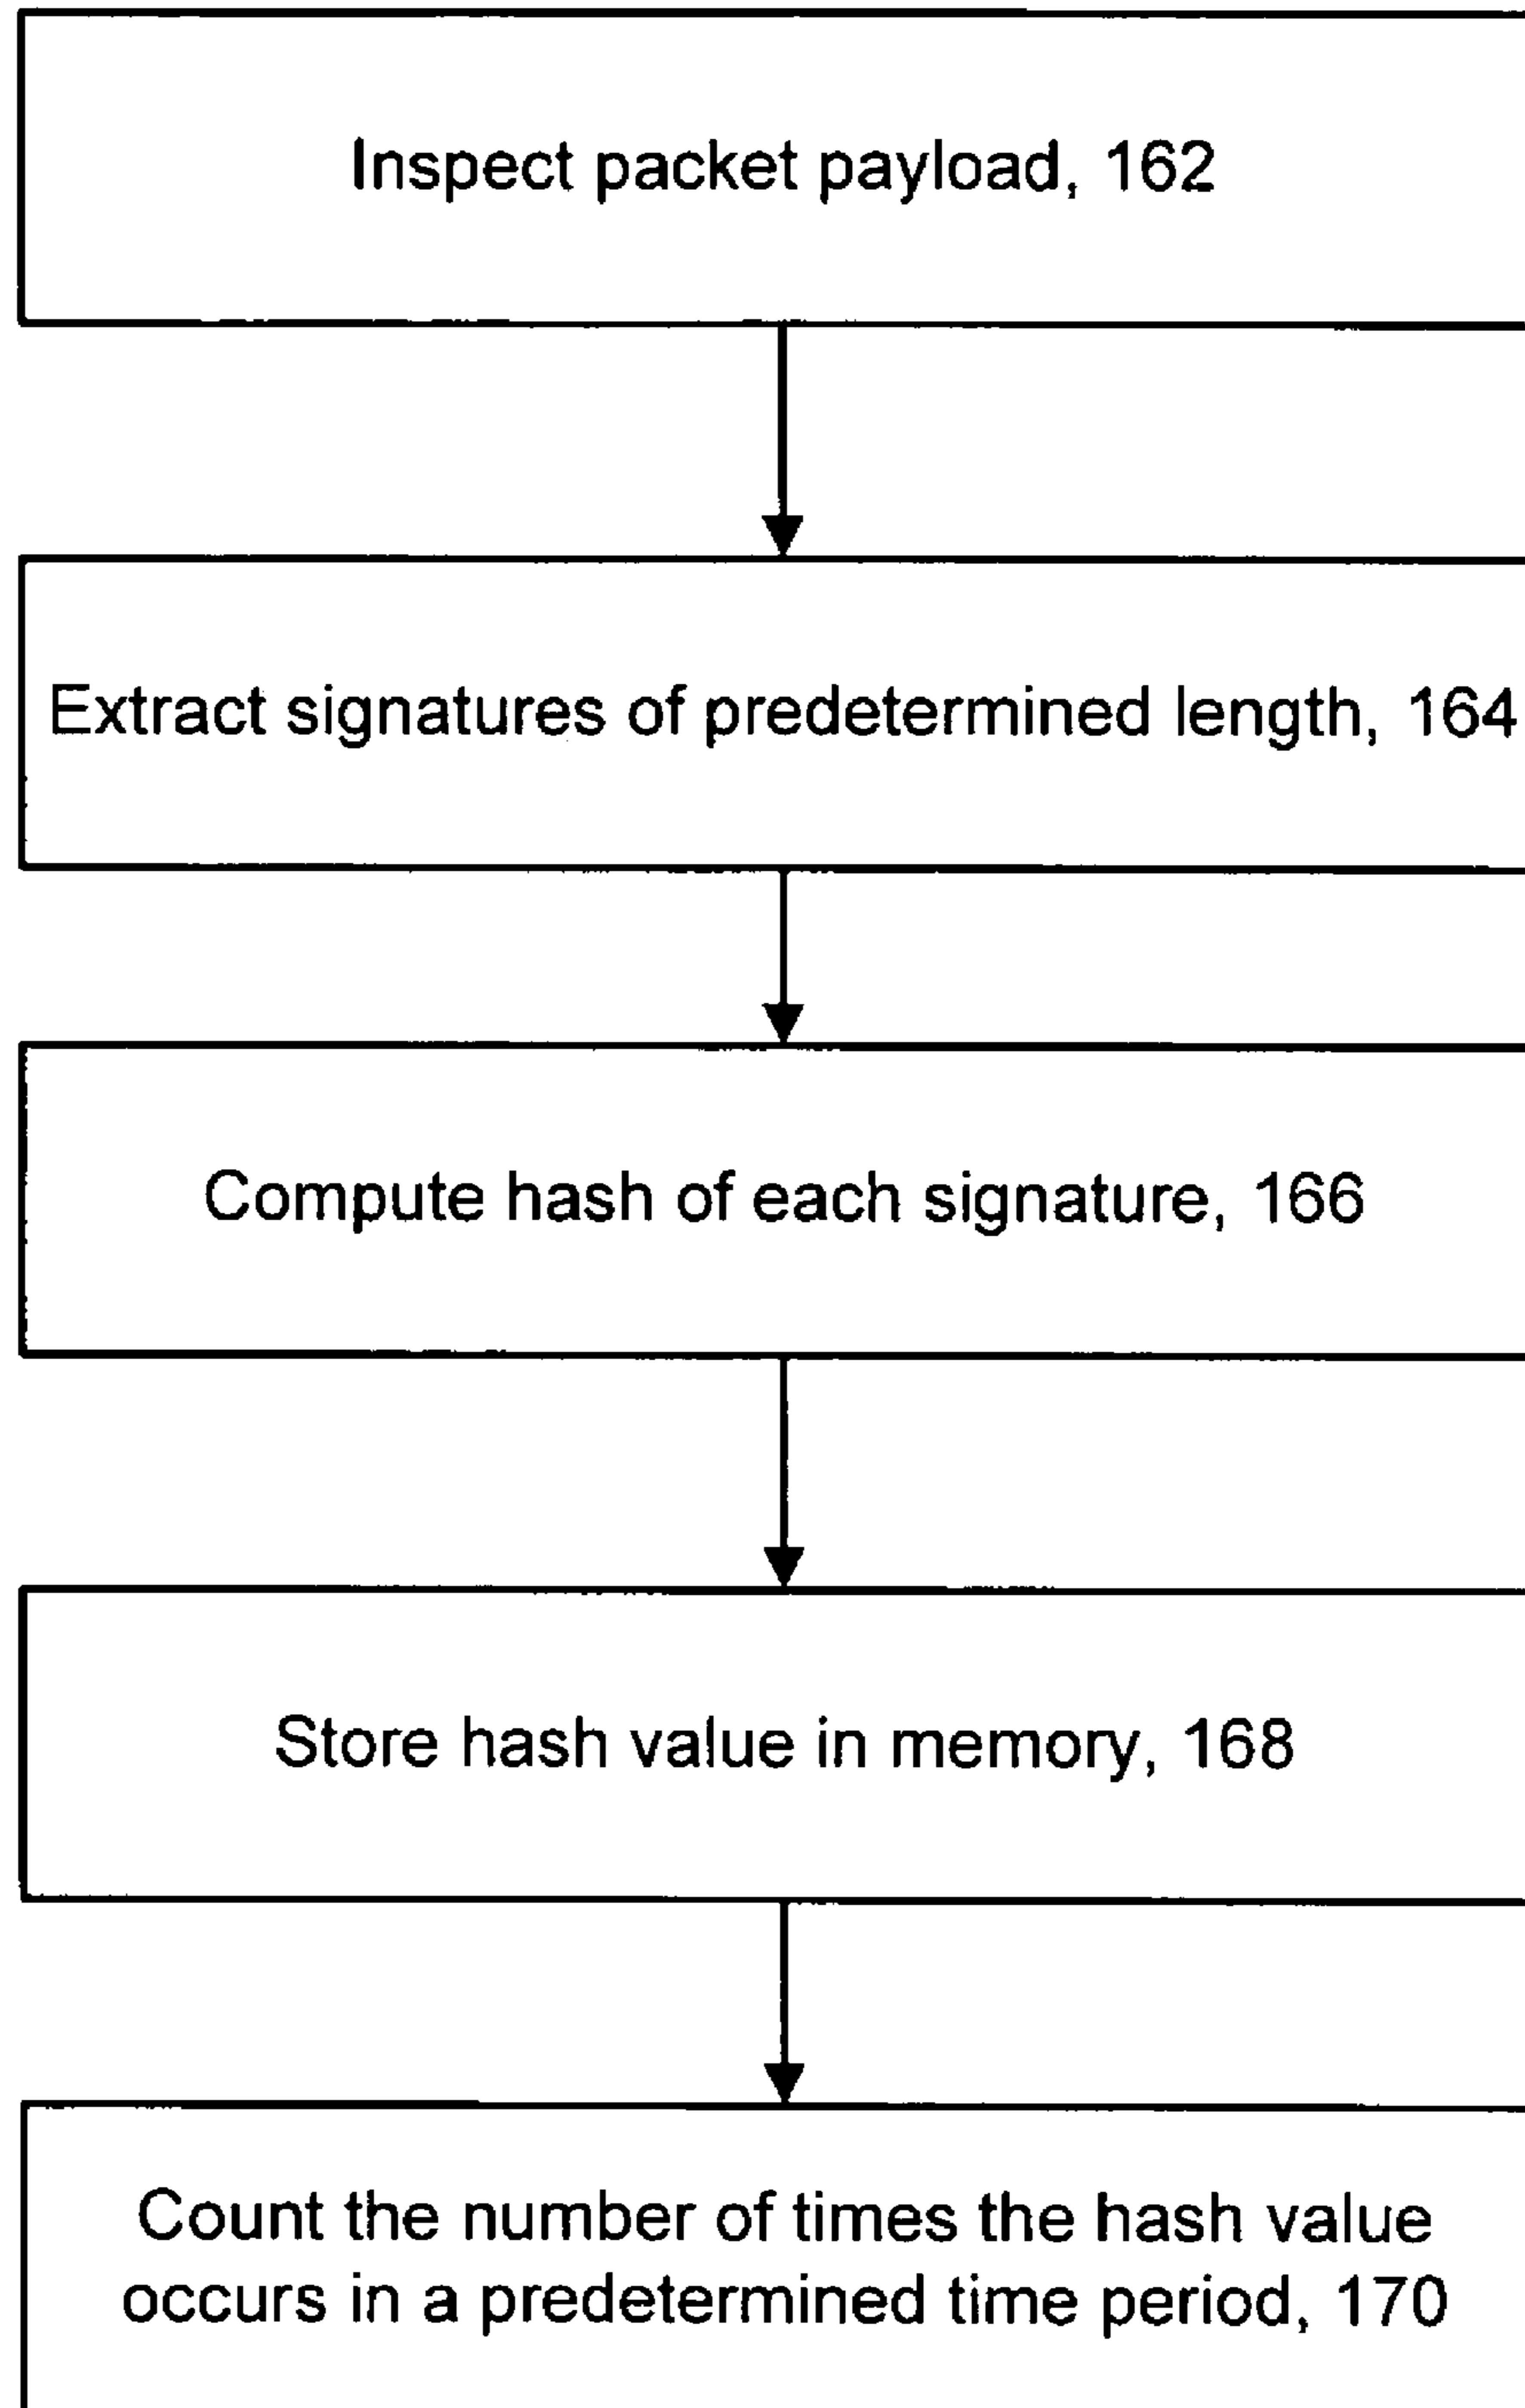 Inspect packet payload, 162
Extract signatures of predetermined length, 164
Compute hash of each signature, 166
Store hash value in memory, 168
Count the number of times the hash value
occurs in a predetermined time period, 170